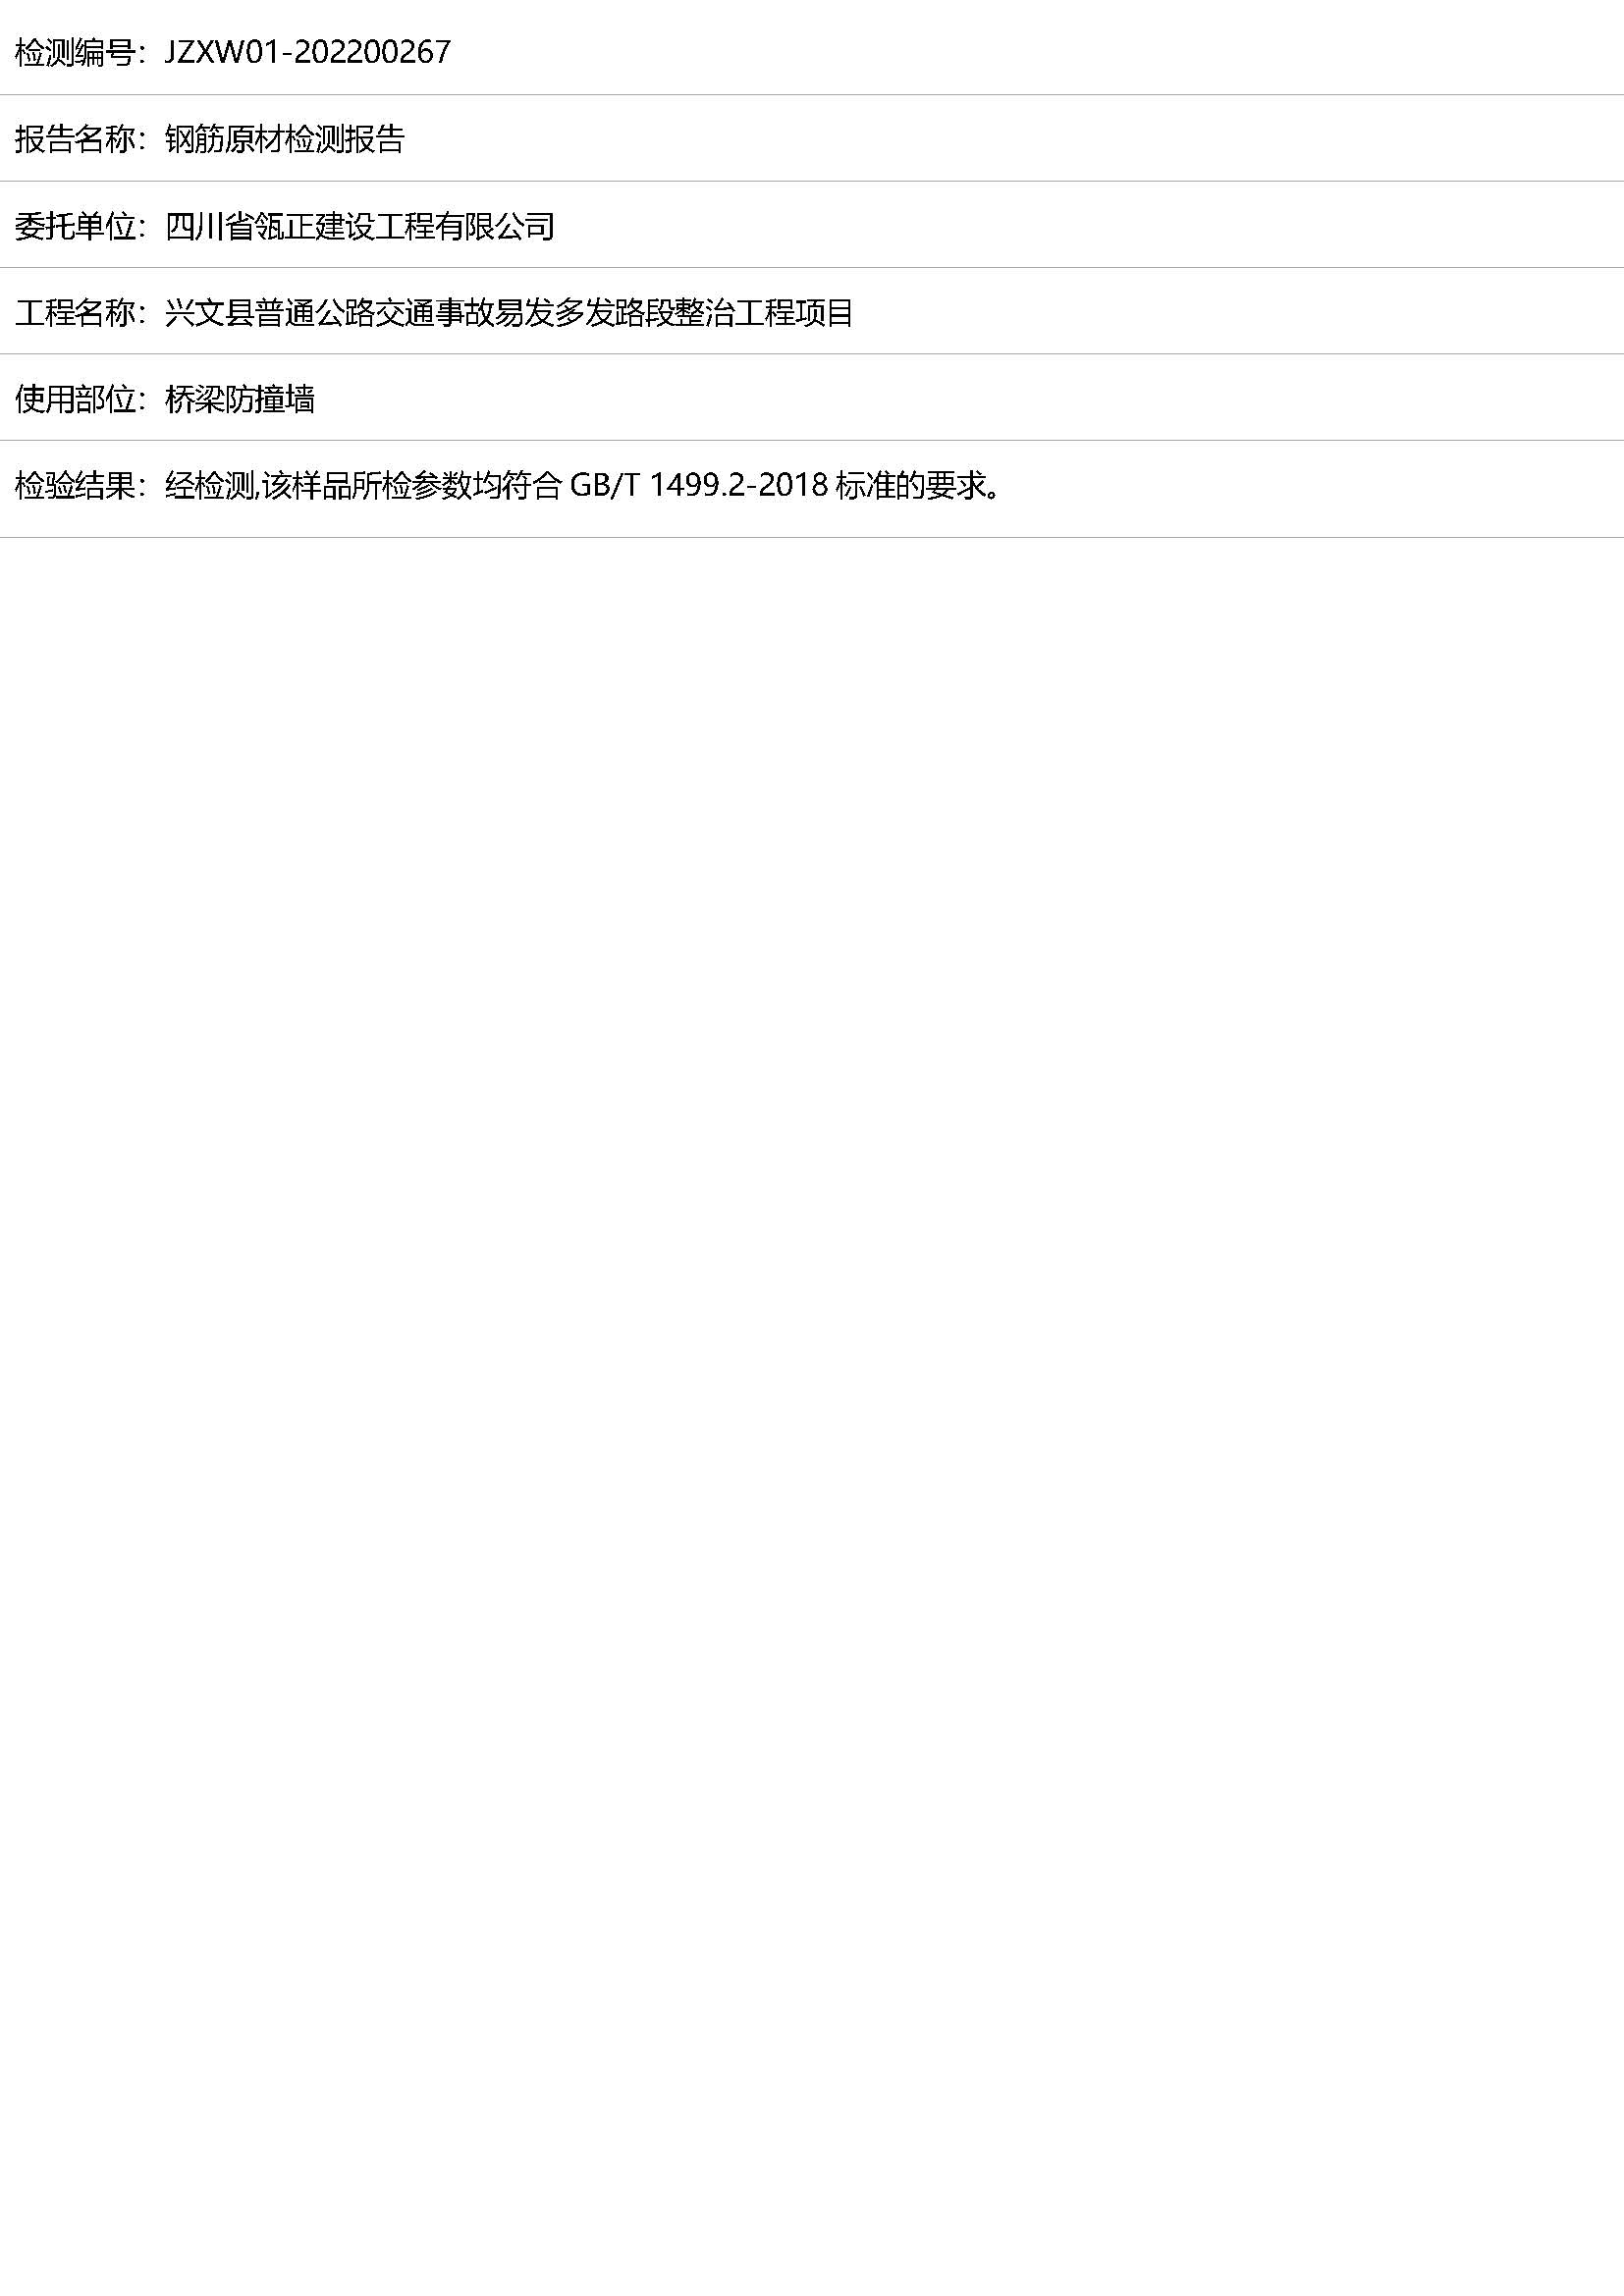 检测编号：JZXW01-202200267
报告名称：钢筋原材检测报告
委托单位：四川省瓴正建设工程有限公司
工程名称：兴文县普通公路交通事故易发多发路段整治工程项目
使用部位：桥梁防撞墙
检验结果：经检测,该样品所检参数均符合 GB/T 1499.2-2018 标准的要求。